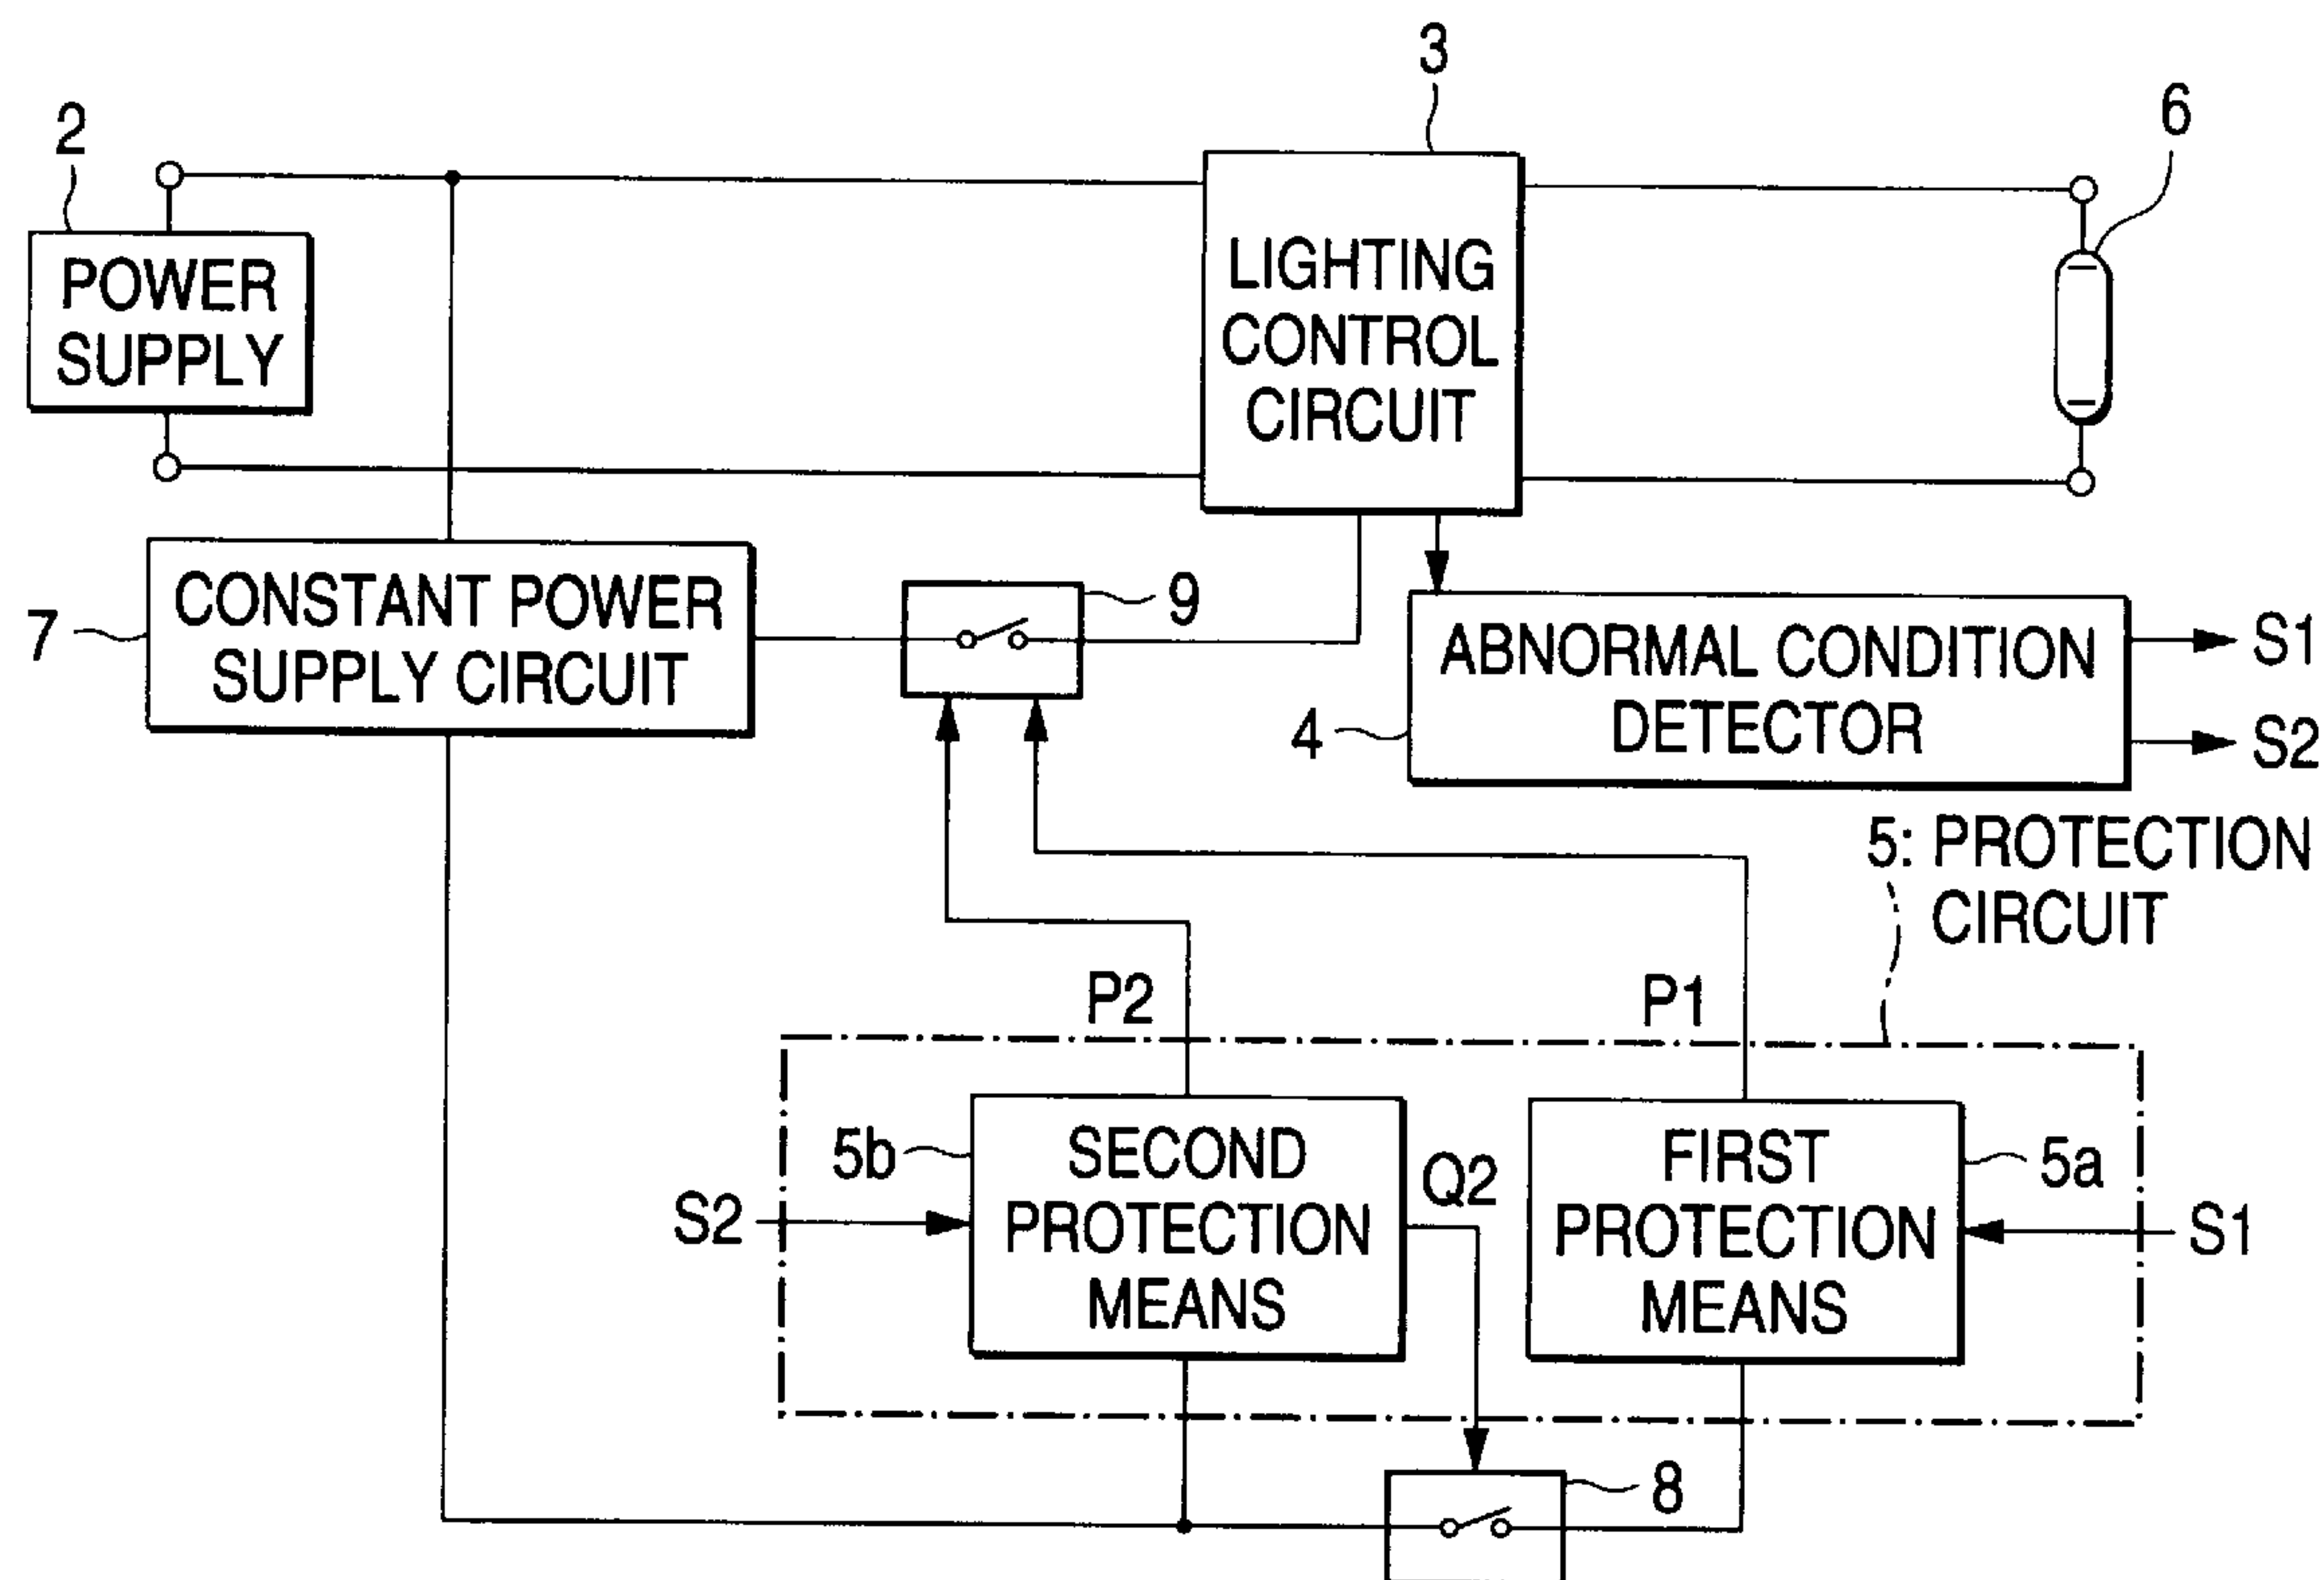 3
6
2
POWER
SUPPLY
LIGHTING
CONTROL
CIRCUIT
7
CONSTANT POWER
SUPPLY CIRCUIT
9
4
ABNORMAL CONDITION
DETECTOR
S1
S2
5: PROTECTION
CIRCUIT
P2
P1
5b
SECOND
PROTECTION
MEANS
Q2
FIRST
PROTECTION
MEANS
5a
S2
S1
8